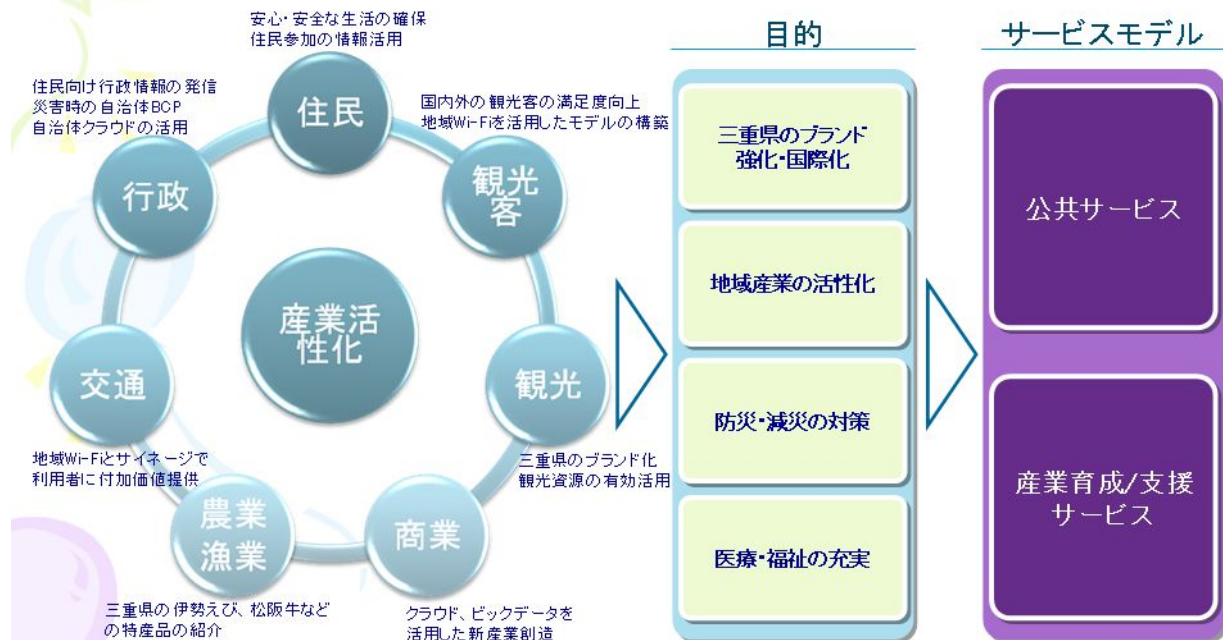 安心・安全な生活の確保
住民参加の情報活用
住民
住民向け行政情報の発信
災害時の自治体BCP
自治体クラウドの活用
行政
国内外の観光客の満足度向上
地域Wi-Fiを活用したモデルの構築
観光
客
産業活
性化
交通
地域Wi-Fiとサイネージで
利用者に付加価値提供
観光
三重県のブランド化
観光資源の有効活用
農業
漁業
三重県の伊勢えび、松阪牛など
の特産品の紹介
商業
クラウド、ビックデータを
活用した新産業創造
目的
三重県のブランド
強化・国際化
地域産業の活性化
防災・減災の対策
医療・福祉の充実
サービスモデル
公共サービス
産業育成/支援
サービス